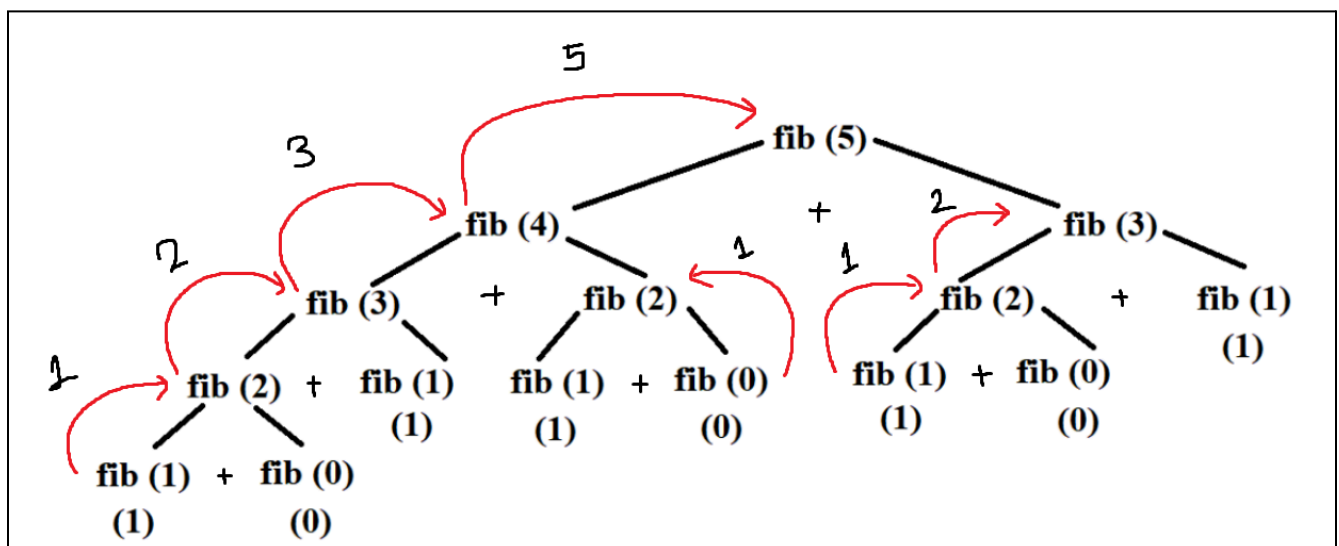 5
fib (5)
3
fib (4) + 2 fib (3)
2 1 1
fib (3) + fib (2) fib (2) + fib (1)
(1)
1
fib (2) + fib (1) fib (1) + fib (0) fib (1) + fib (0)
(1) (1) (0) (1) (0)
fib (1) + fib (0)
(1) (0)